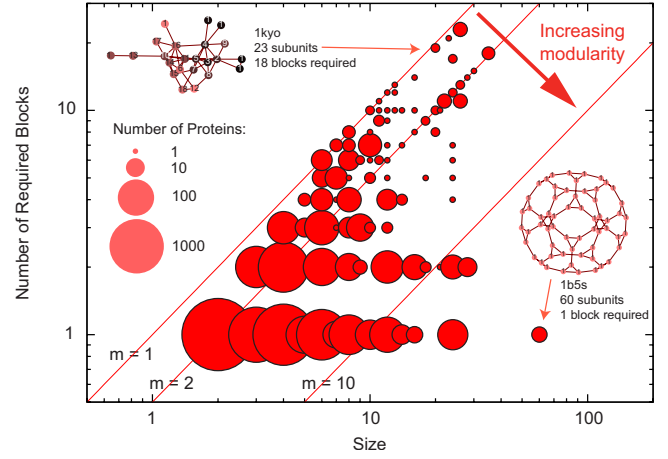 1kyo
23 subunits
18 blocks required
Increasing
modularity
Number of Required Blocks
10
1
Number of Proteins:
1
10
100
1000
1b5s
60 subunits
1 block required
m = 1
m = 2
m = 10
1
10
100
Size